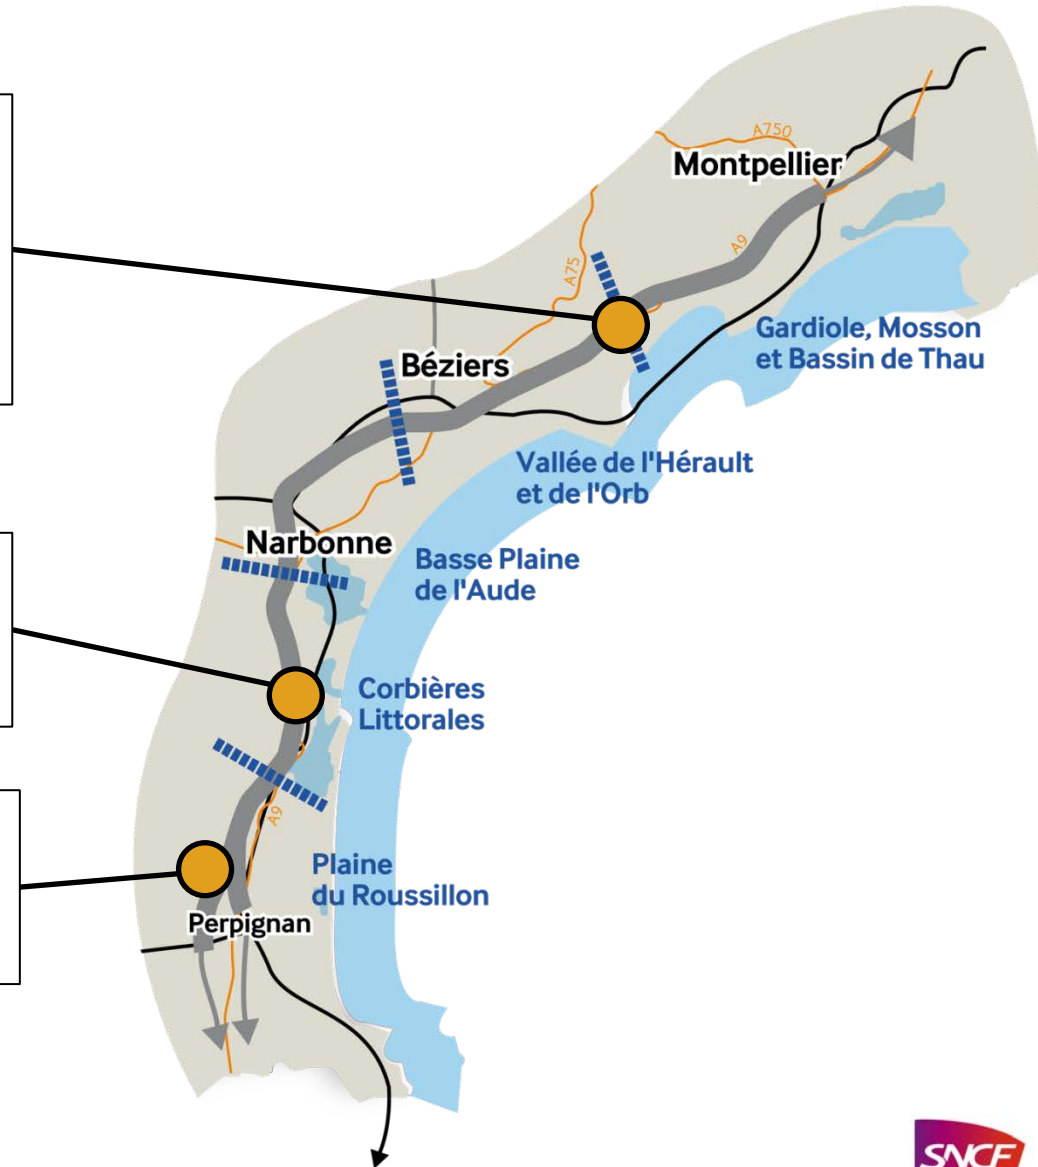 A750
Montpellier
A9
A75
Gardiole, Mosson
et Bassin de Thau
Béziers
Vallée de l'Hérault
et de l'Orb
Narbonne
Basse Plaine
de l'Aude
Corbières
Littorales
A9
Plaine
du Roussillon
Perpignan
SNCF